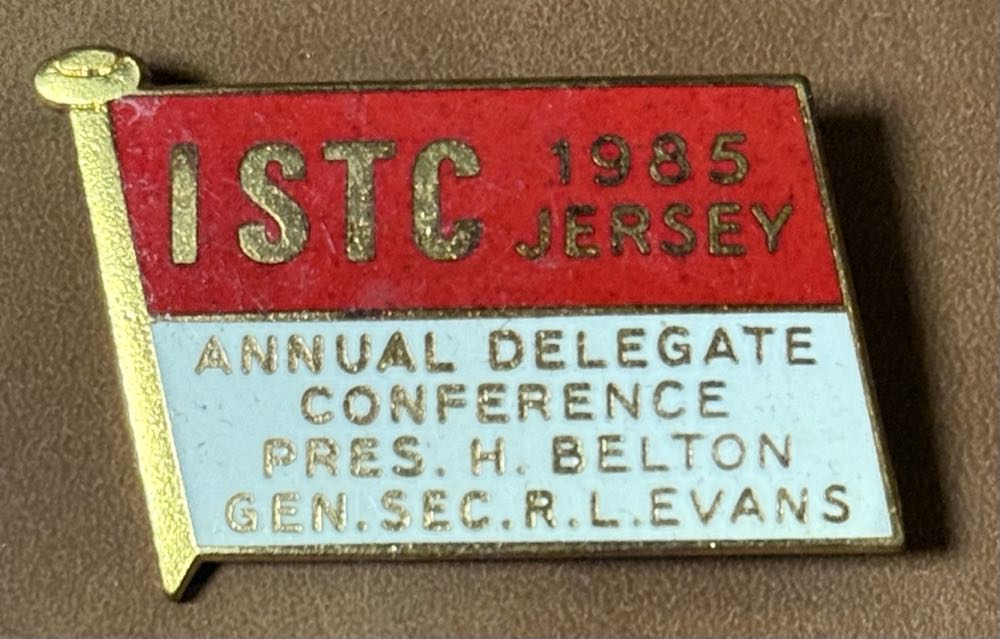 ISTC 1985
JERSEY
ANNUAL DELEGATE
CONFERENCE
PRES. H. BELTON
GEN. SEC. R. L. EVANS